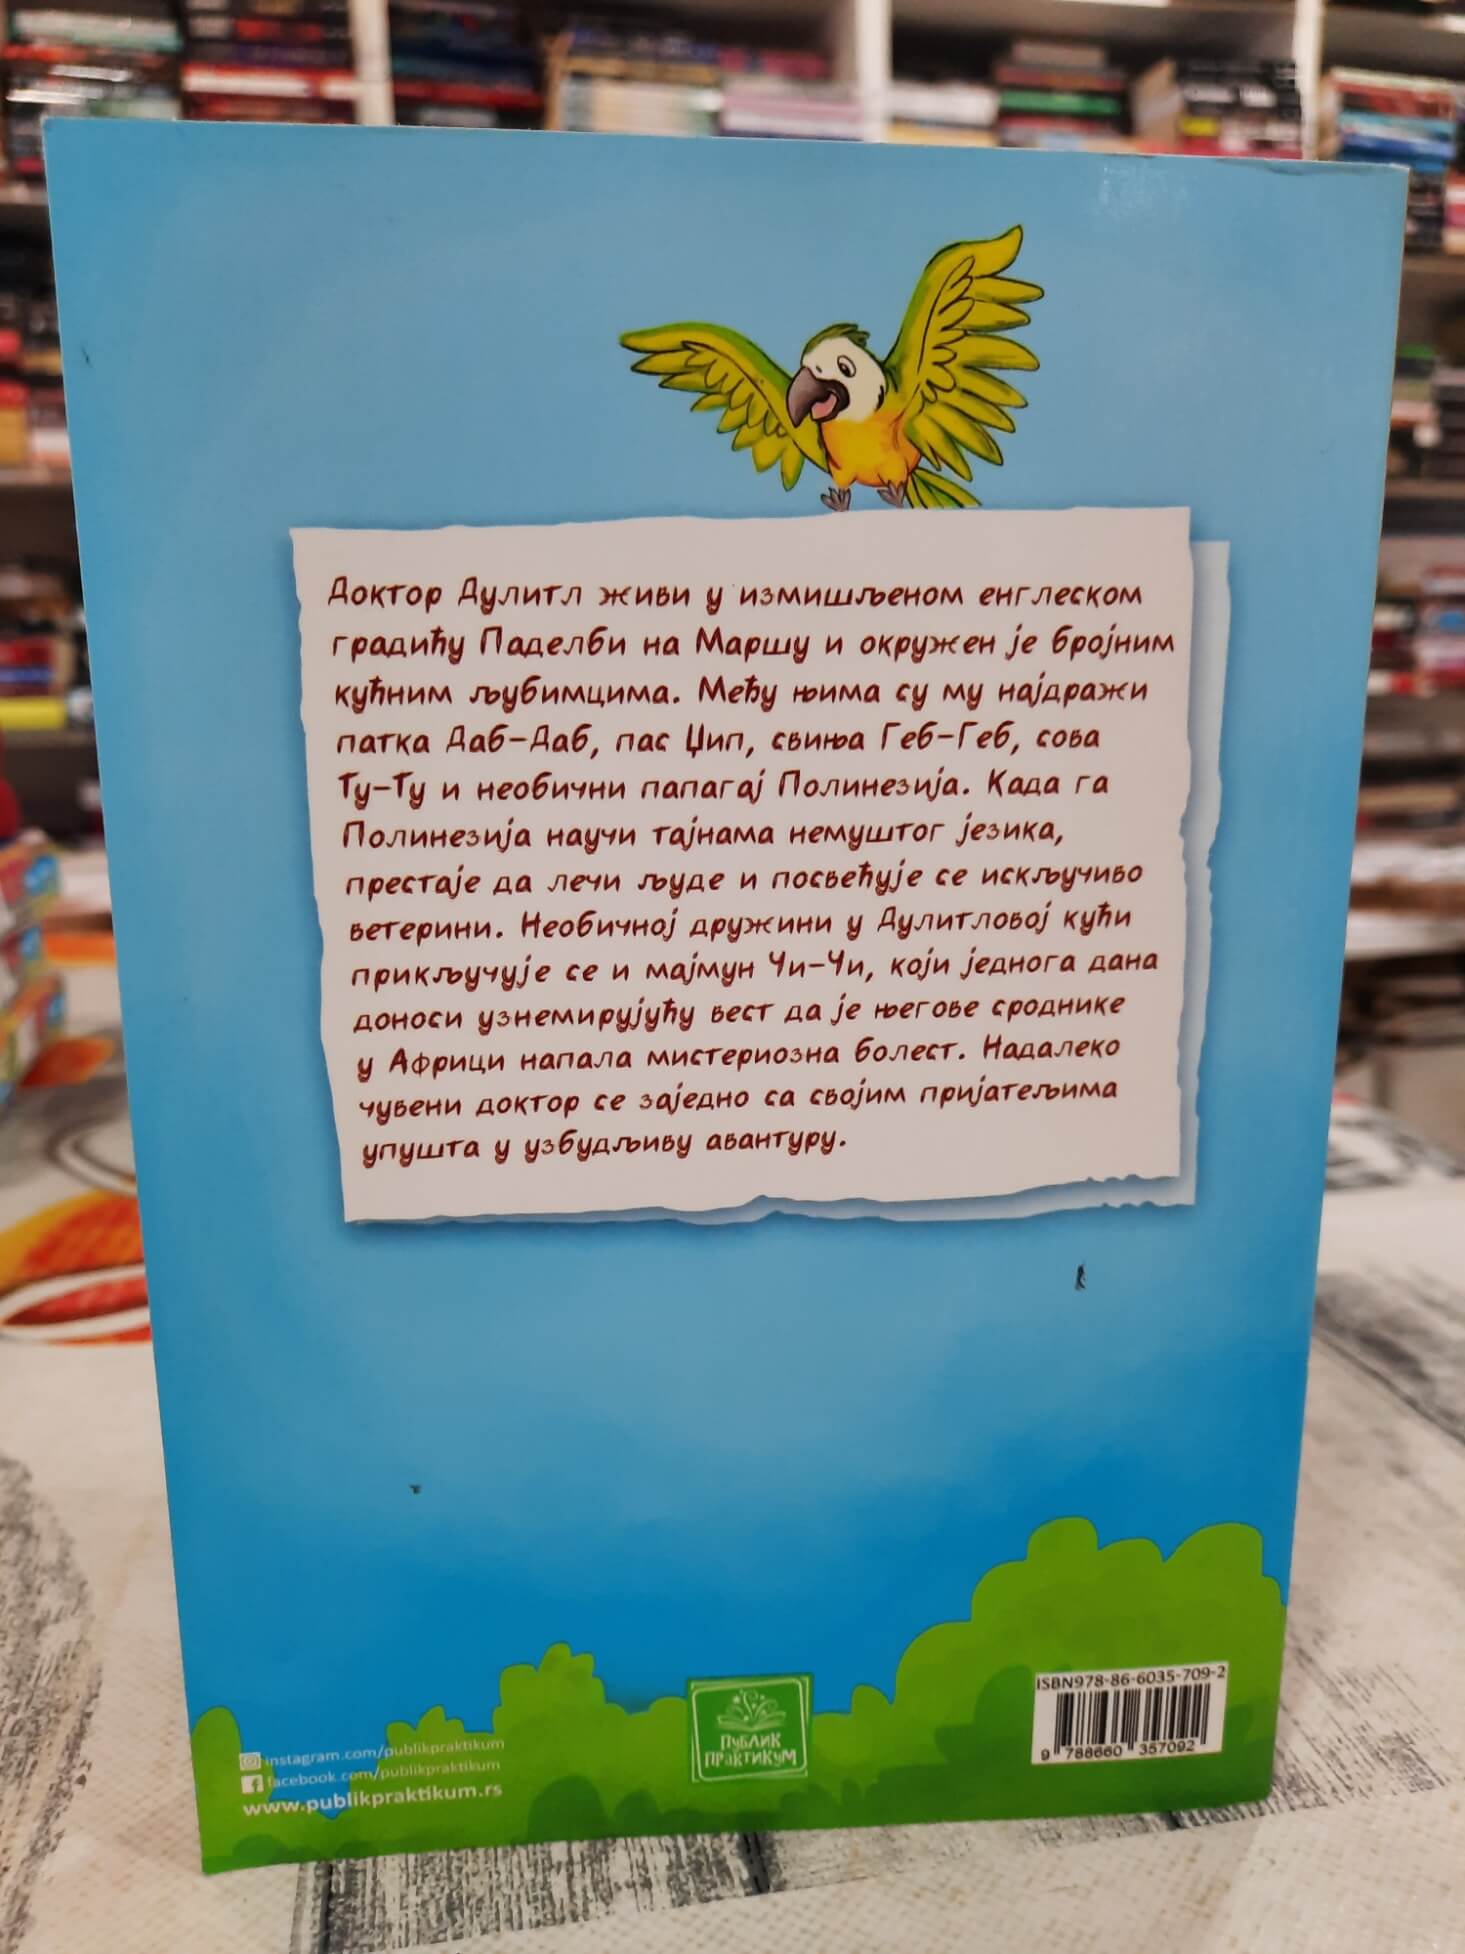 Доктор Дулитл живи у измишљеном енглеском
градићу Паделби на Маршу и окружен је бројним
кућним љубимцима. Међу њима су му најдражи
патка Даб-Даб, пас Џип, свиња Геб-Геб, сова
Ту-Ту и необични папагај Полинезија. Када га
Полинезија научи тајнама немуштог језика,
престаје да лечи људе и посвећује се искључиво
ветерини. Необичној дружини у Дулитловој кући
прикључује се и мајмун Чи-Чи, који једнога дана
доноси узнемирујућу вест да је његове сроднике
у Африци напала мистериозна болест. Надалеко
чувени доктор се заједно са својим пријатељима
упушта у узбудљиву авантуру.
instagram.com/publikpraktikum
facebook.com/publikpraktikum
www.publikpraktikum.rs
ПУБЛИК
ПРАКТИКУМ
ISBN978-86-6035-709-2
9 788660 357092